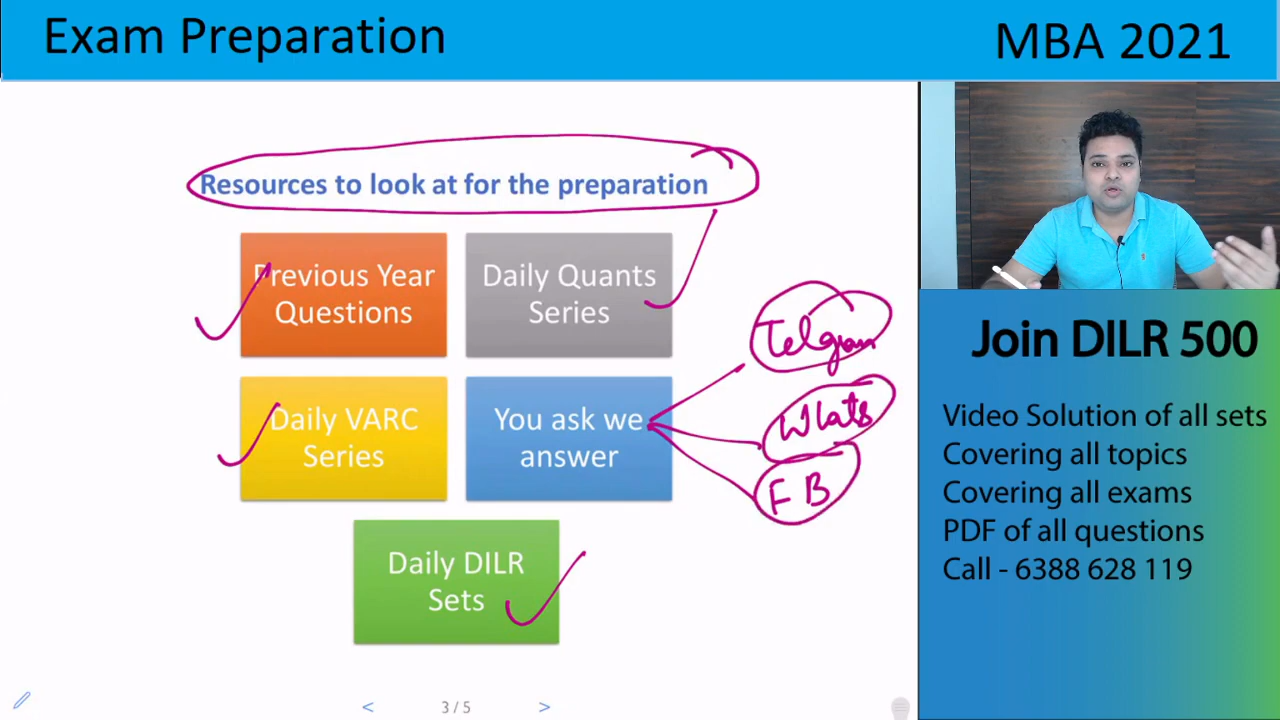 Exam Preparation
MBA 2021
Resources to look at for the preparation
Previous Year
Questions
Daily Quants
Series
Daily VARC
Series
You ask we
answer
Daily DILR
Sets
Telgram
Whats
FB
Join DILR 500
Video Solution of all sets
Covering all topics
Covering all exams
PDF of all questions
Call - 6388 628 119
< 3 / 5 >